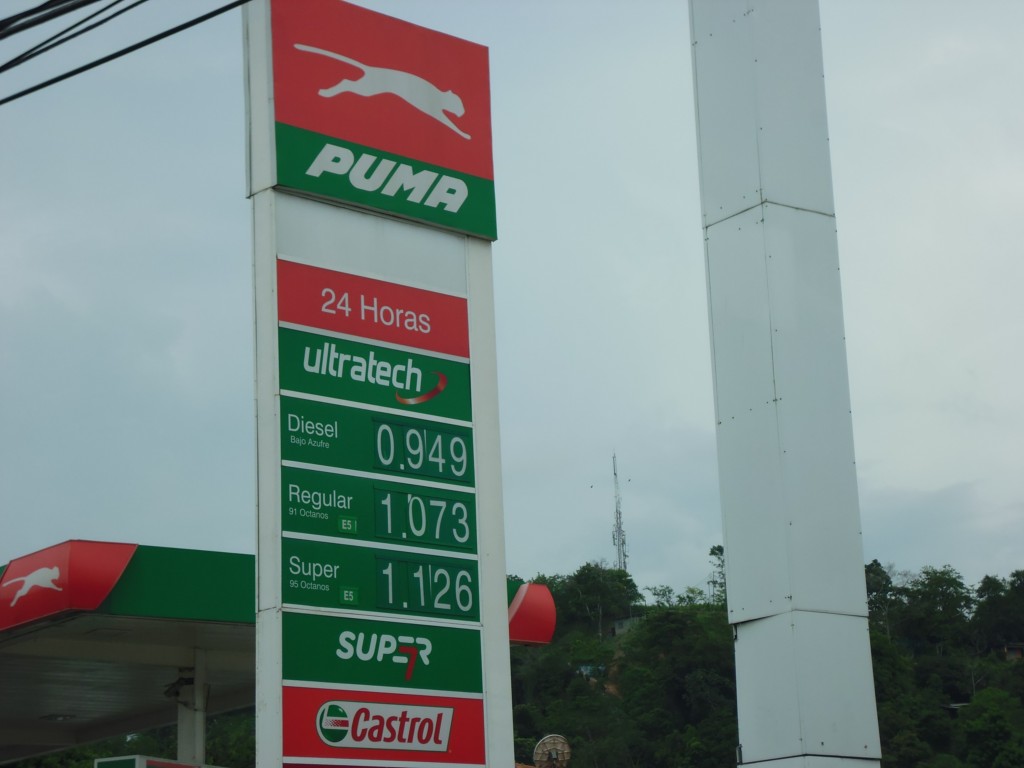 PUMA
24 Horas
ultratech
Diesel 0.949
Bajo Azufre
Regular 1.073
91 Octanos E5
Super 1.126
95 Octanos E5
SUPER 7
Castrol